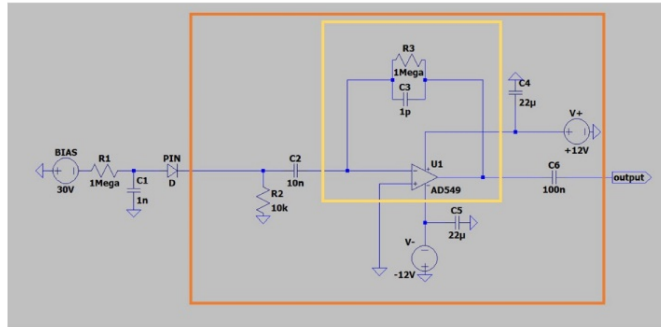 R3
1Mega
C3
1p
C4
22µ
V+
+12V
BIAS
30V
R1
1Mega
C1
1n
PIN
D
C2
10n
R2
10k
U1
AD549
C6
100n
output
C5
22µ
V-
-12V